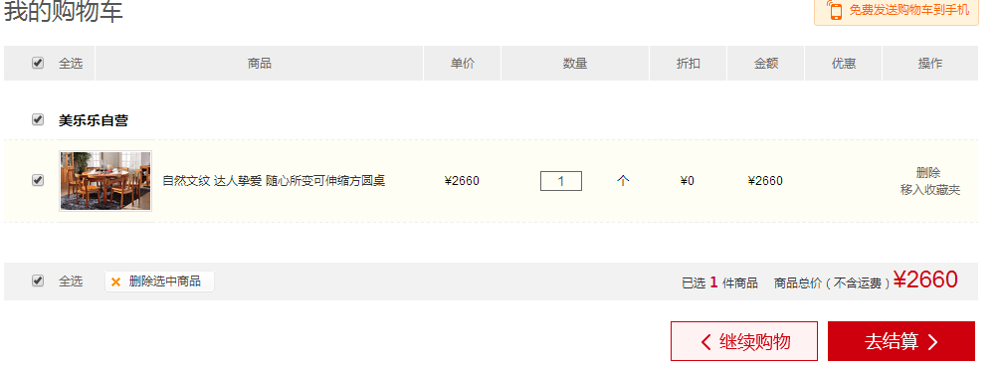 我的购物车
免费发送购物车到手机
全选 商品 单价 数量 折扣 金额 优惠 操作
美乐乐自营
自然文纹 达人挚爱 随心所变可伸缩方圆桌 ¥2660 1 个 ¥0 ¥2660 删除
移入收藏夹
全选 删除选中商品 已选 1 件商品 商品总价(不含运费) ¥2660
继续购物 去结算